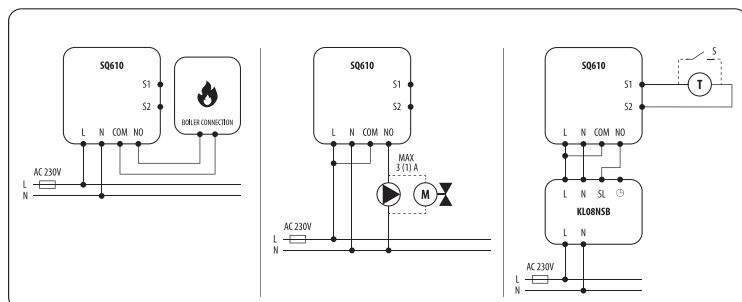 SQ610
S1
S2
L N COM NO
BOILER CONNECTION
AC 230V
L
N
SQ610
S1
S2
L N COM NO
MAX
3 (1) A
M
AC 230V
L
N
S
SQ610
S1
T
S2
L N COM NO
L N SL
KL08NSB
L N
AC 230V
L
N